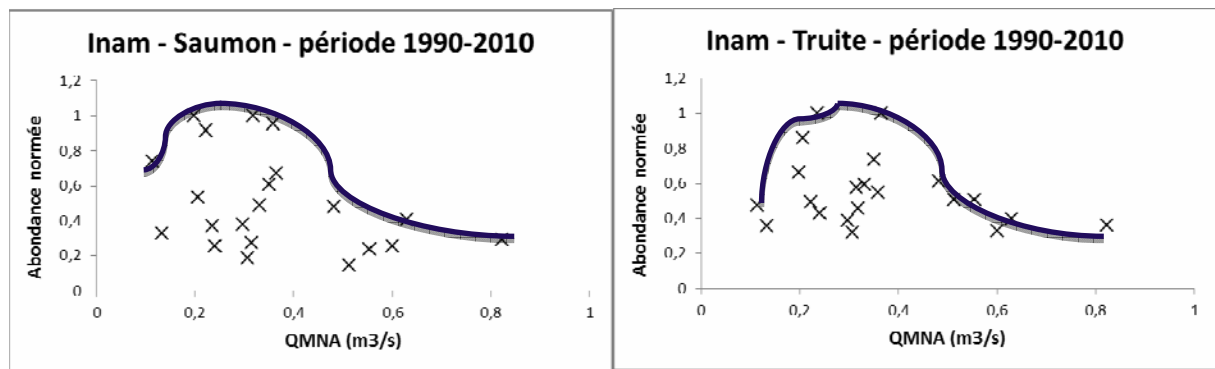 Inam - Saumon - période 1990-2010
1,2
1
0,8
0,6
0,4
0,2
0
Abondance normée
0 0,2 0,4 0,6 0,8 1
QMNA (m3/s)
Inam - Truite - période 1990-2010
1,2
1
0,8
0,6
0,4
0,2
0
Abondance normée
0 0,2 0,4 0,6 0,8 1
QMNA (m3/s)